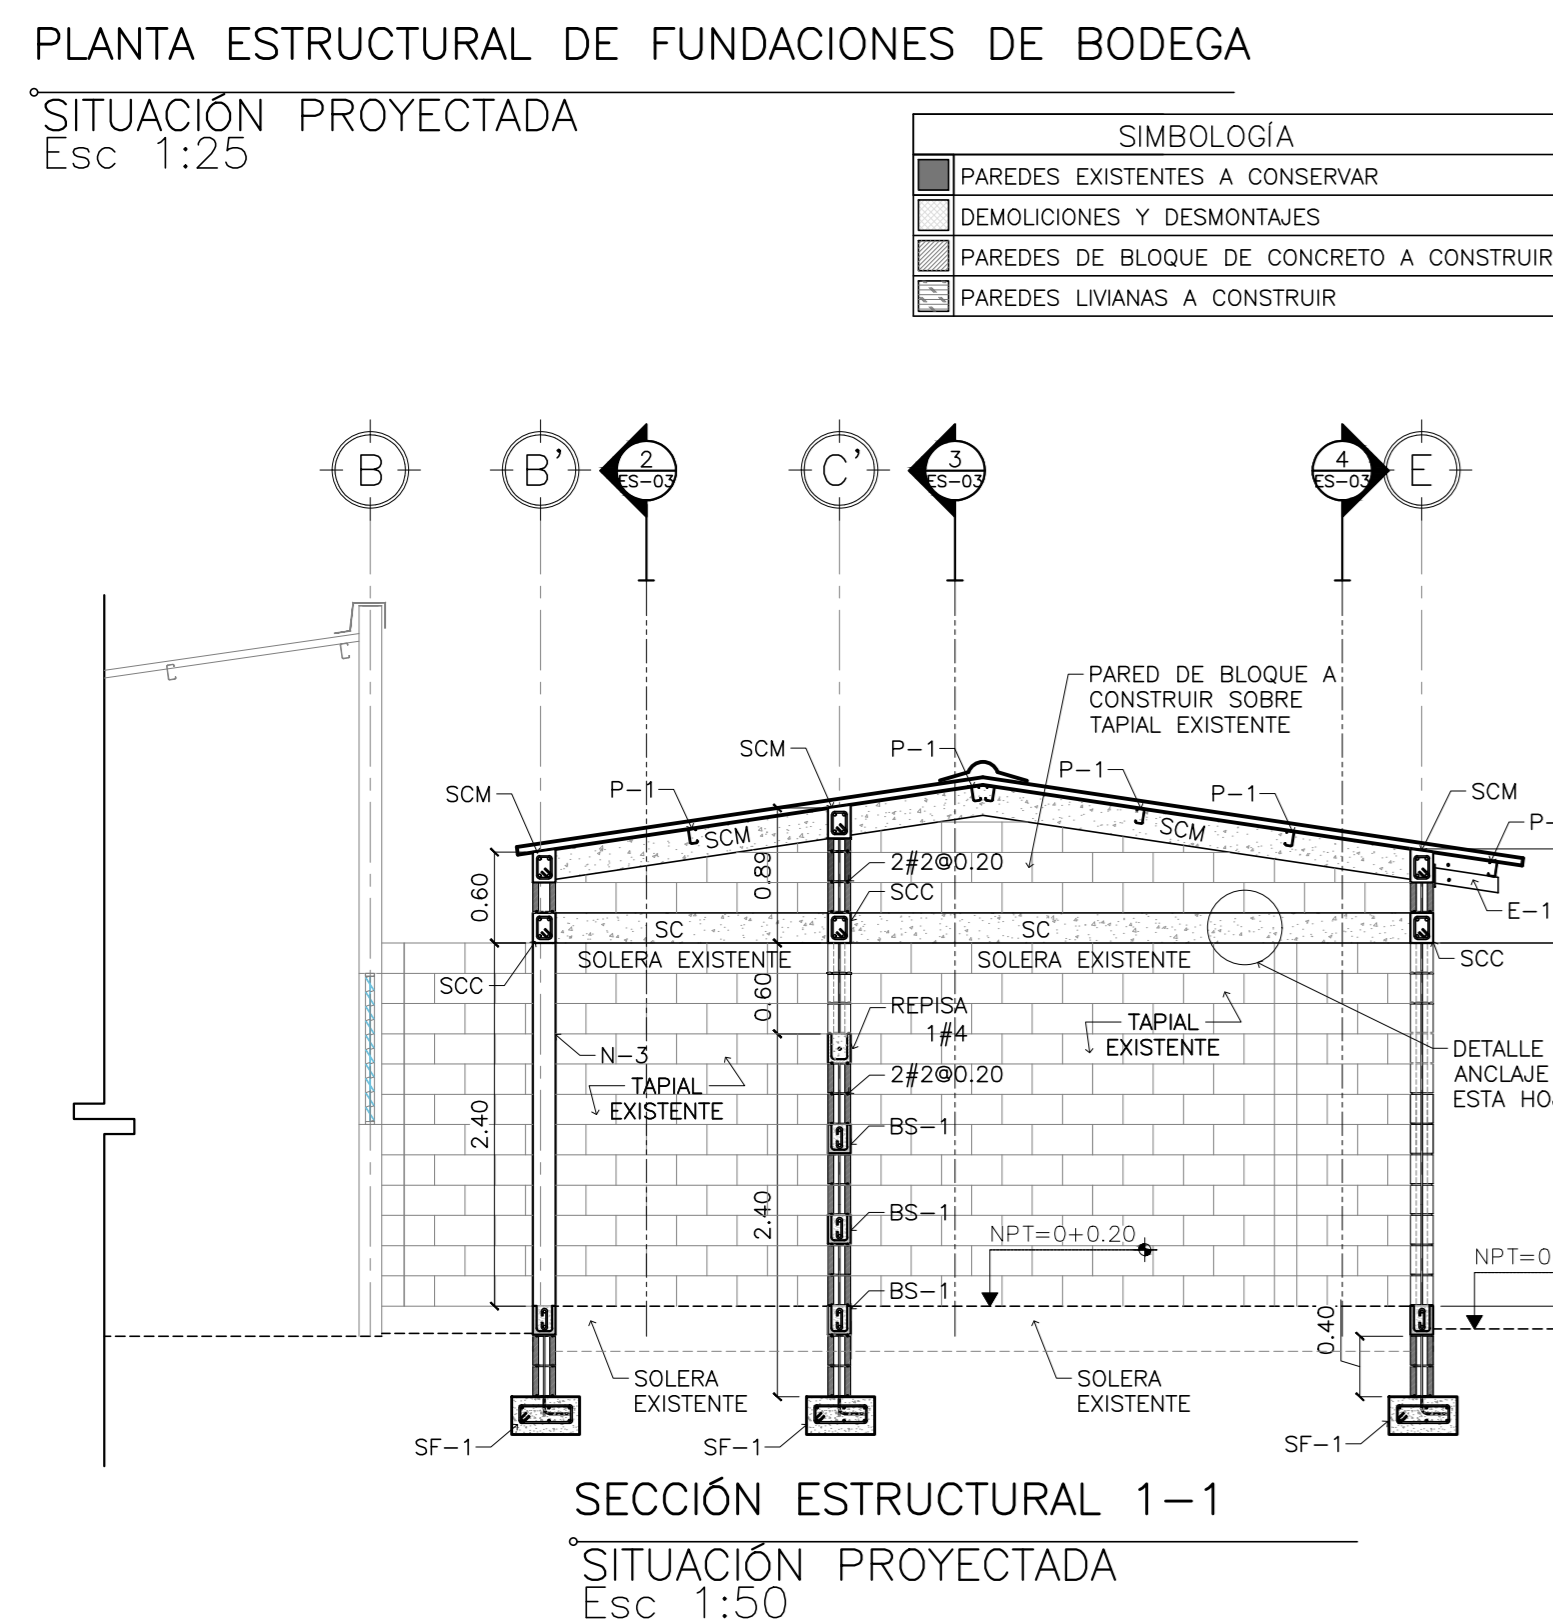 PLANTA ESTRUCTURAL DE FUNDACIONES DE BODEGA
SITUACIÓN PROYECTADA
Esc 1:25
SIMBOLOGÍA
PAREDES EXISTENTES A CONSERVAR
DEMOLICIONES Y DESMONTAJES
PAREDES DE BLOQUE DE CONCRETO A CONSTRUIR
PAREDES LIVIANAS A CONSTRUIR
B
B'
2
ES-03
C'
3
ES-03
4
ES-03
E
PARED DE BLOQUE A
CONSTRUIR SOBRE
TAPIAL EXISTENTE
SCM
P-1
P-1
SCM
P-1
P-1
SCM
P-
SCM
SCM
0.60
0.89
2#2@0.20
SCC
E-1
SC
SC
SOLERA EXISTENTE
SOLERA EXISTENTE
SCC
SCC
0.60
REPISA
1#4
TAPIAL
EXISTENTE
N-3
2#2@0.20
TAPIAL
EXISTENTE
DETALLE
ANCLAJE
ESTA HO
2.40
BS-1
2.40
BS-1
NPT=0+0.20
NPT=0
BS-1
0.40
SOLERA
EXISTENTE
SOLERA
EXISTENTE
SF-1
SF-1
SF-1
SECCIÓN ESTRUCTURAL 1-1
SITUACIÓN PROYECTADA
Esc 1:50